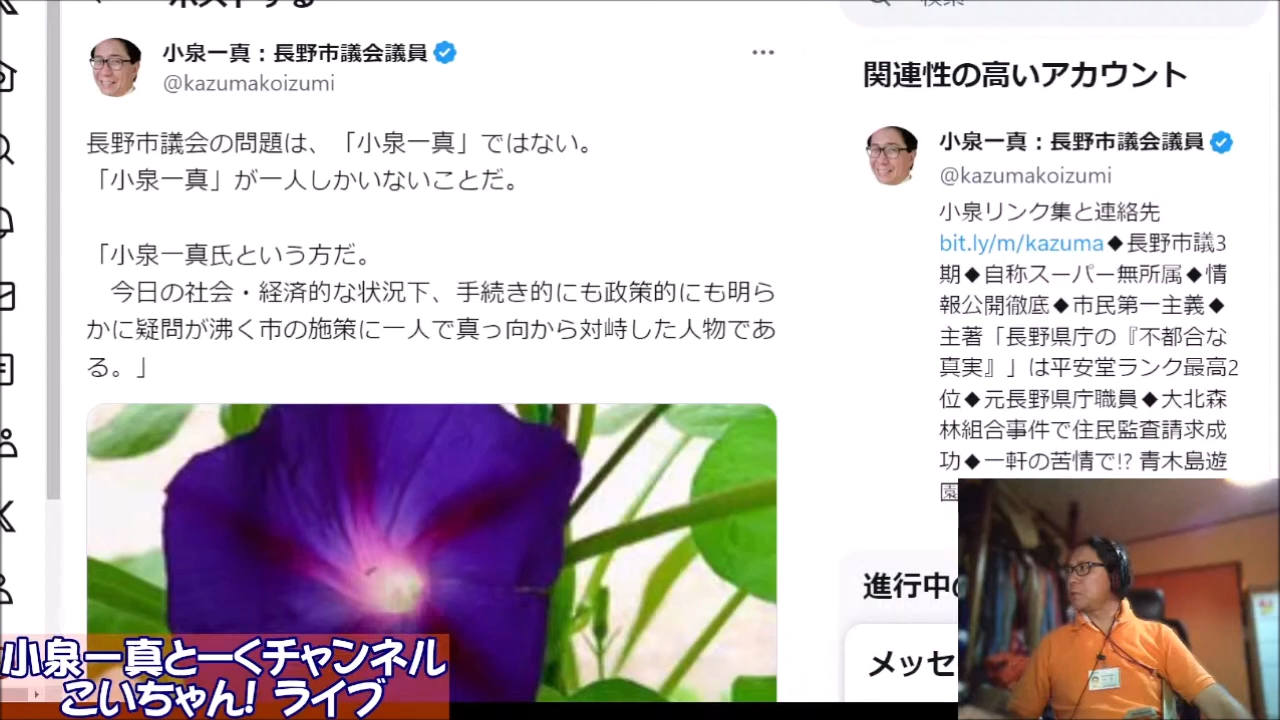 ポストする
小泉一真：長野市議会議員
@kazumakoizumi
長野市議会の問題は、「小泉一真」ではない。
「小泉一真」が一人しかいないことだ。
「小泉一真氏という方だ。
今日の社会・経済的な状況下、手続き的にも政策的にも明ら
かに疑問が沸く市の施策に一人で真っ向から対峙した人物であ
る。」
検索
関連性の高いアカウント
小泉一真：長野市議会議員
@kazumakoizumi
小泉リンク集と連絡先
bit.ly/m/kazuma◆長野市議3
期◆自称スーパー無所属◆情
報公開徹底◆市民第一主義◆
主著「長野県庁の『不都合な
真実』」は平安堂ランク最高2
位◆元長野県庁職員◆大北森
林組合事件で住民監査請求成
功◆一軒の苦情で!? 青木島遊
園
進行中の
メッセ
小泉一真とーくチャンネル
こいちゃん! ライブ